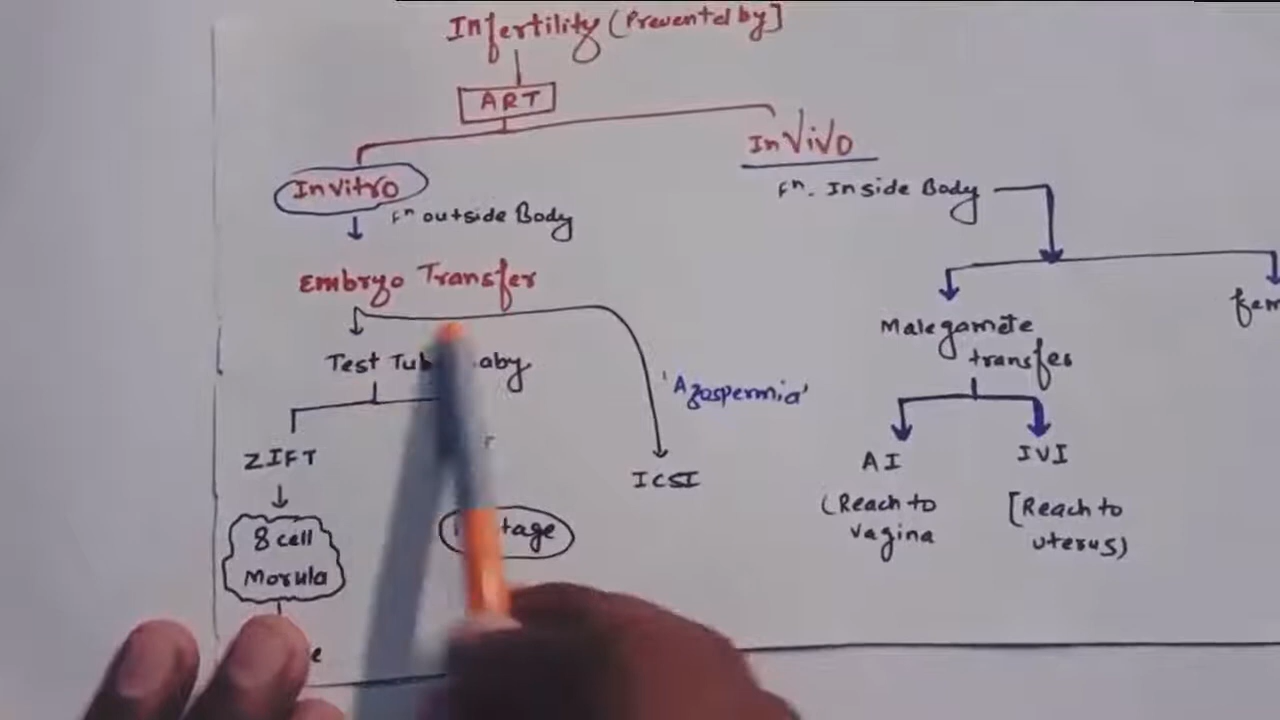 Infertility (Prevented by]
ART
InVitro
InVivo
Fn outside Body
Fn. Inside Body
Embryo Transfer
Male gamete
transfer
Test Tub aby
'Azospermia'
ZIFT
ICSI
AI
IVI
8 cell
Morula
tage
(Reach to
vagina
[Reach to
uterus)